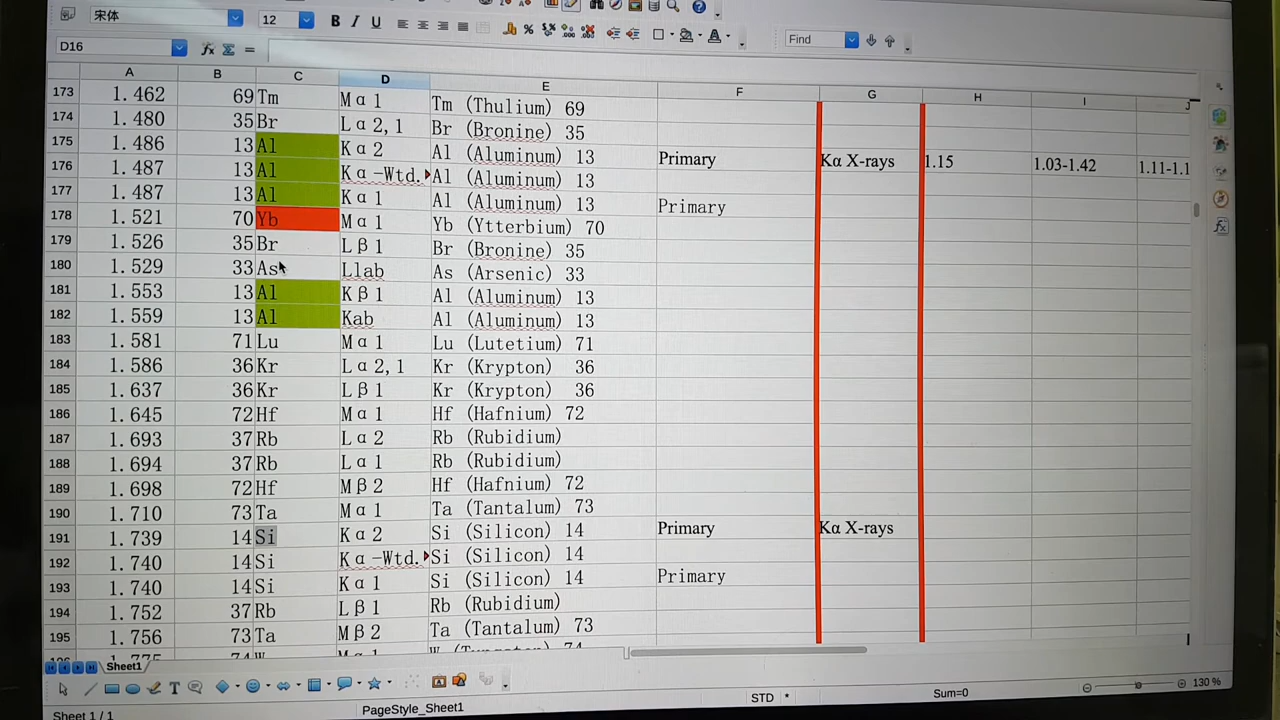 宋体 12 B I U
D16 Find
A B C D E F G H I J
173 1.462 69 Tm Mα1 Tm (Thulium) 69
174 1.480 35 Br Lα2,1 Br (Bronine) 35
175 1.486 13 Al Kα2 Al (Aluminum) 13 Primary Kα X-rays 1.15 1.03-1.42 1.11-1.1
176 1.487 13 Al Kα-Wtd. Al (Aluminum) 13
177 1.487 13 Al Kα1 Al (Aluminum) 13 Primary
178 1.521 70 Yb Mα1 Yb (Ytterbium) 70
179 1.526 35 Br Lβ1 Br (Bronine) 35
180 1.529 33 As Llab As (Arsenic) 33
181 1.553 13 Al Kβ1 Al (Aluminum) 13
182 1.559 13 Al Kab Al (Aluminum) 13
183 1.581 71 Lu Mα1 Lu (Lutetium) 71
184 1.586 36 Kr Lα2,1 Kr (Krypton) 36
185 1.637 36 Kr Lβ1 Kr (Krypton) 36
186 1.645 72 Hf Mα1 Hf (Hafnium) 72
187 1.693 37 Rb Lα2 Rb (Rubidium)
188 1.694 37 Rb Lα1 Rb (Rubidium)
189 1.698 72 Hf Mβ2 Hf (Hafnium) 72
190 1.710 73 Ta Mα1 Ta (Tantalum) 73
191 1.739 14 Si Kα2 Si (Silicon) 14 Primary Kα X-rays
192 1.740 14 Si Kα-Wtd. Si (Silicon) 14
193 1.740 14 Si Kα1 Si (Silicon) 14 Primary
194 1.752 37 Rb Lβ1 Rb (Rubidium)
195 1.756 73 Ta Mβ2 Ta (Tantalum) 73
Sheet1
Sheet 1 / 1 PageStyle_Sheet1 STD * Sum=0 130 %